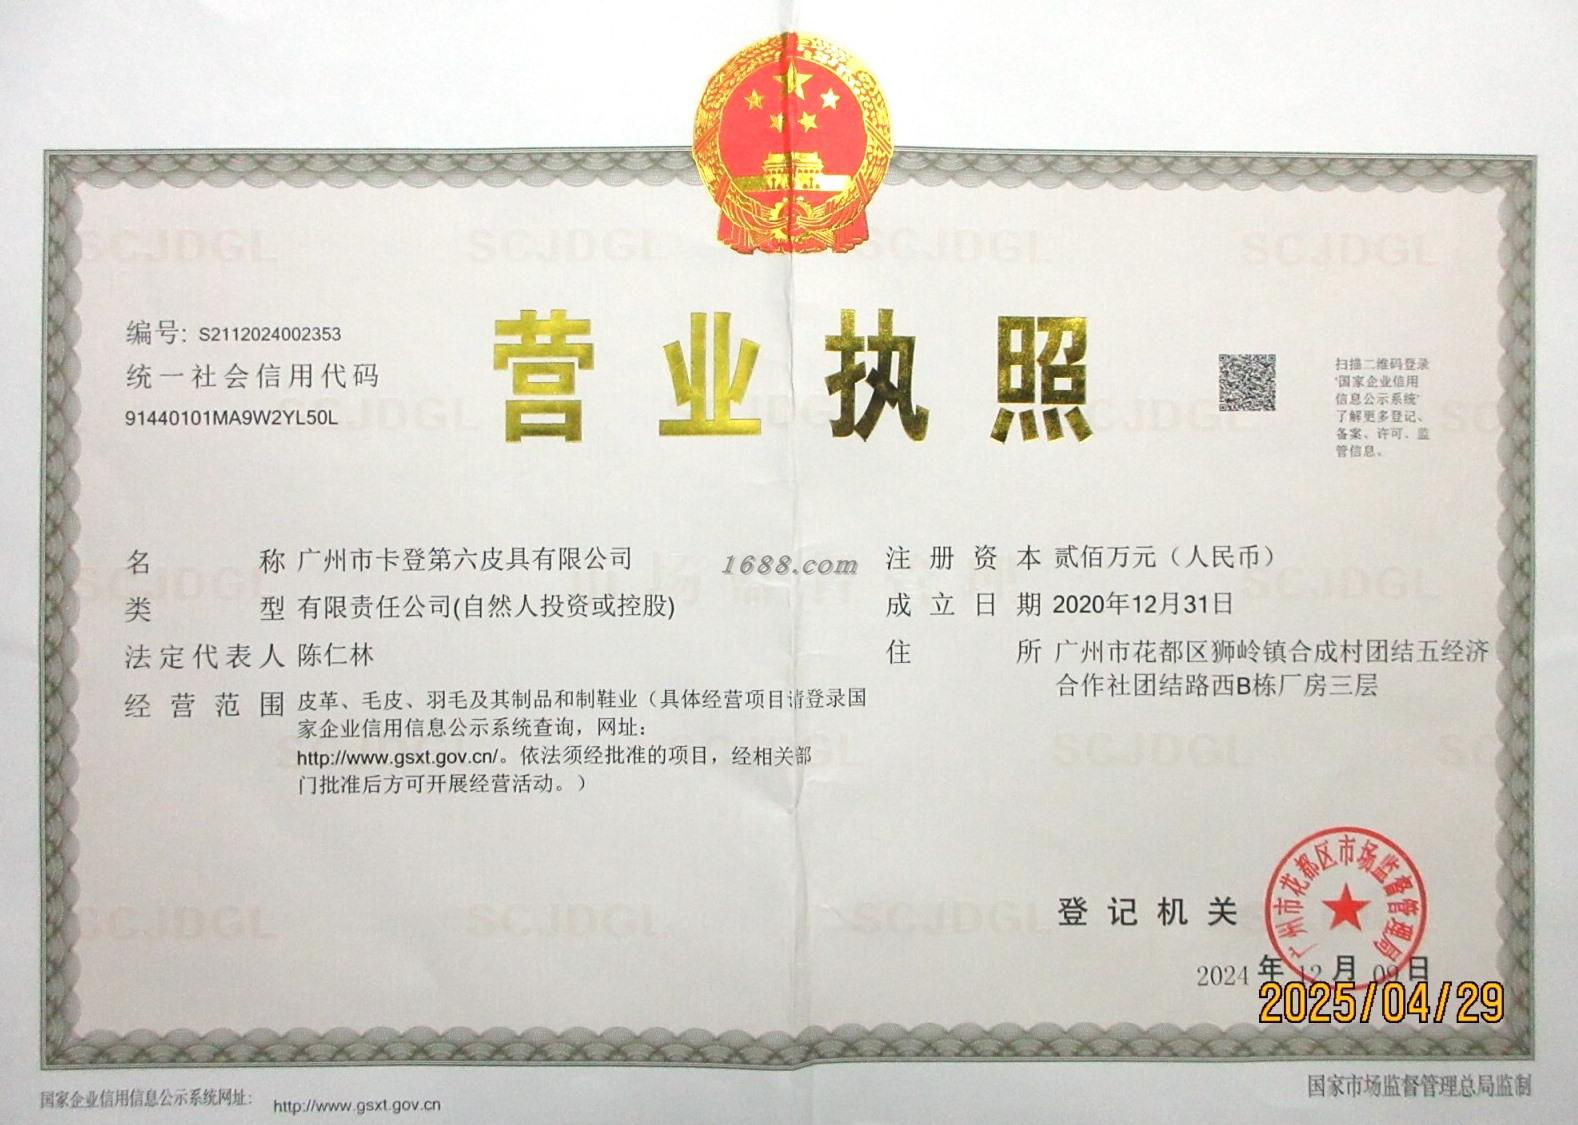 编号: S2112024002353
统一社会信用代码
91440101MA9W2YL50L
营业执照
扫描二维码登录
"国家企业信用
信息公示系统"
了解更多登记、
备案、许可、监
管信息。
名称 广州市卡登第六皮具有限公司
类型 有限责任公司(自然人投资或控股)
法定代表人 陈仁林
经营范围 皮革、毛皮、羽毛及其制品和制鞋业（具体经营项目请登录国
家企业信用信息公示系统查询，网址：
http://www.gsxt.gov.cn/。依法须经批准的项目，经相关部
门批准后方可开展经营活动。）
1688.com
注册资本 贰佰万元（人民币）
成立日期 2020年12月31日
住所 广州市花都区狮岭镇合成村团结五经济
合作社团结路西B栋厂房三层
登记机关
广州市花都区市场监督管理局
2024年12月09日
2025/04/29
国家企业信用信息公示系统网址：http://www.gsxt.gov.cn
国家市场监督管理总局监制